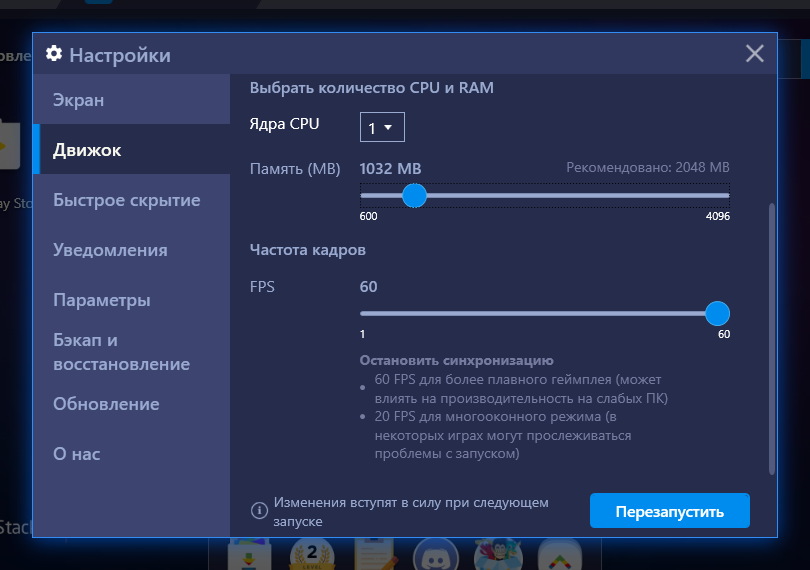 Настройки
Экран
Движок
Быстрое скрытие
Уведомления
Параметры
Бэкап и
восстановление
Обновление
О нас
Выбрать количество CPU и RAM
Ядра CPU
1
Память (MB)
1032 MB
Рекомендовано: 2048 MB
600
4096
Частота кадров
FPS
60
1
60
Остановить синхронизацию
• 60 FPS для более плавного геймплея (может
влиять на производительность на слабых ПК)
• 20 FPS для многооконного режима (в
некоторых играх могут прослеживаться
проблемы с запуском)
Изменения вступят в силу при следующем
запуске
Перезапустить
2
LEVEL